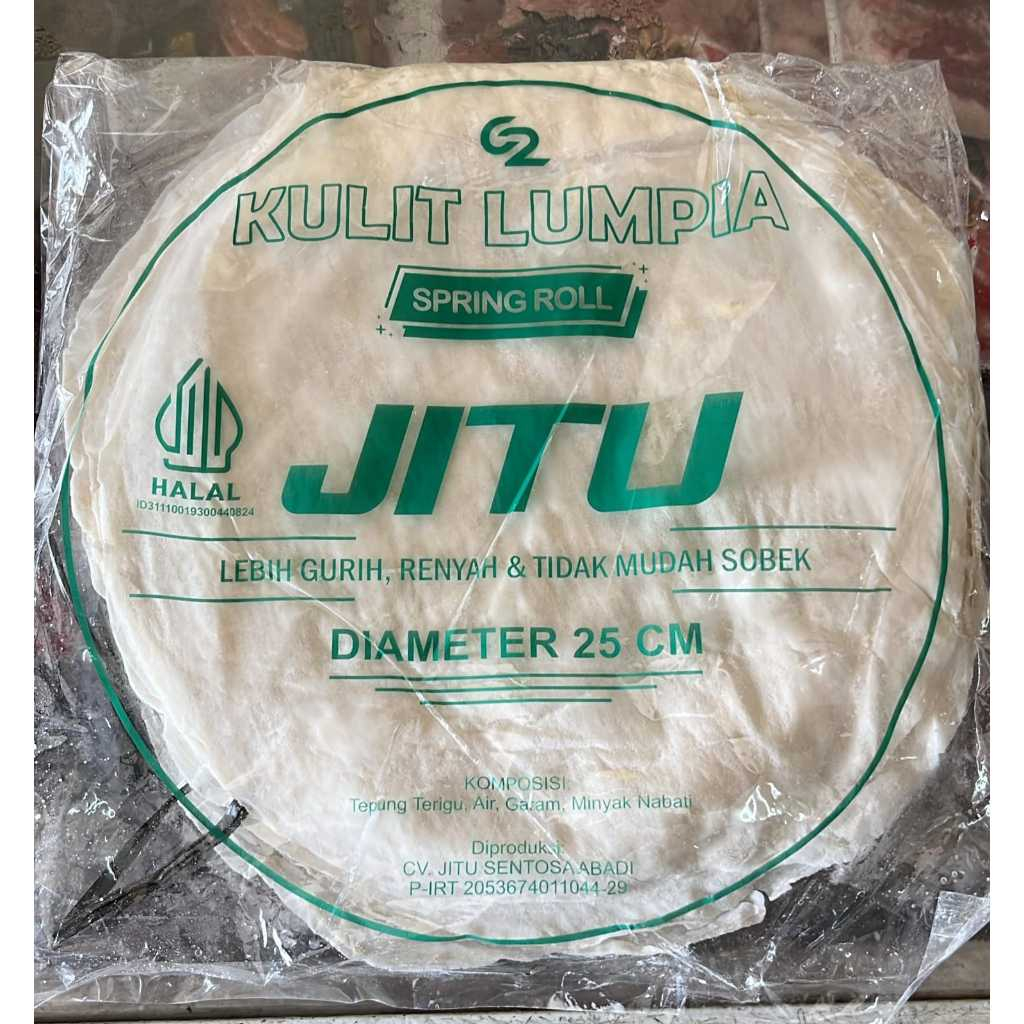 G2
KULIT LUMPIA
SPRING ROLL
JITU
HALAL
ID31110019300440824
LEBIH GURIH, RENYAH & TIDAK MUDAH SOBEK
DIAMETER 25 CM
KOMPOSISI:
Tepung Terigu, Air, Garam, Minyak Nabati
Diproduksi:
CV. JITU SENTOSA ABADI
P-IRT 2053674011044-29